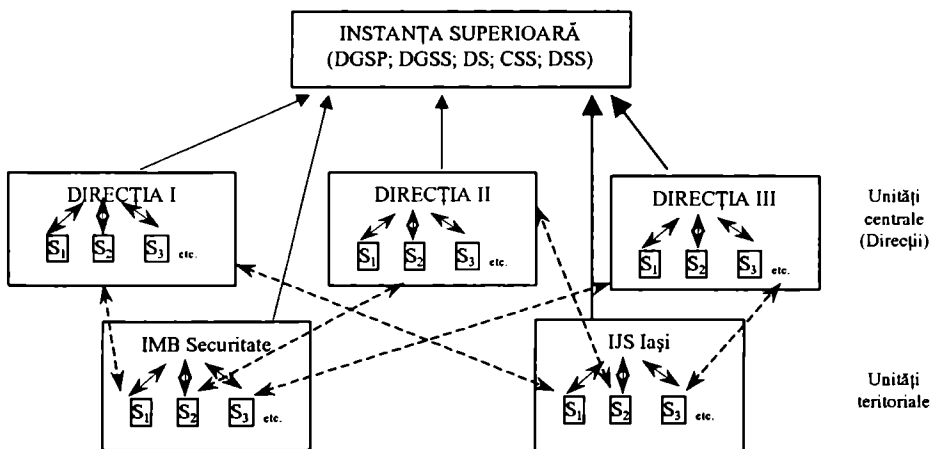 INSTANȚA SUPERIOARĂ
(DGSP; DGSS; DS; CSS; DSS)
DIRECȚIA I
S₁ S₂ S₃ etc.
DIRECȚIA II
S₁ S₂ S₃ etc.
DIRECȚIA III
S₁ S₂ S₃ etc.
Unități
centrale
(Direcții)
IMB Securitate
S₁ S₂ S₃ etc.
IJS Iași
S₁ S₂ S₃ etc.
Unități
teritoriale